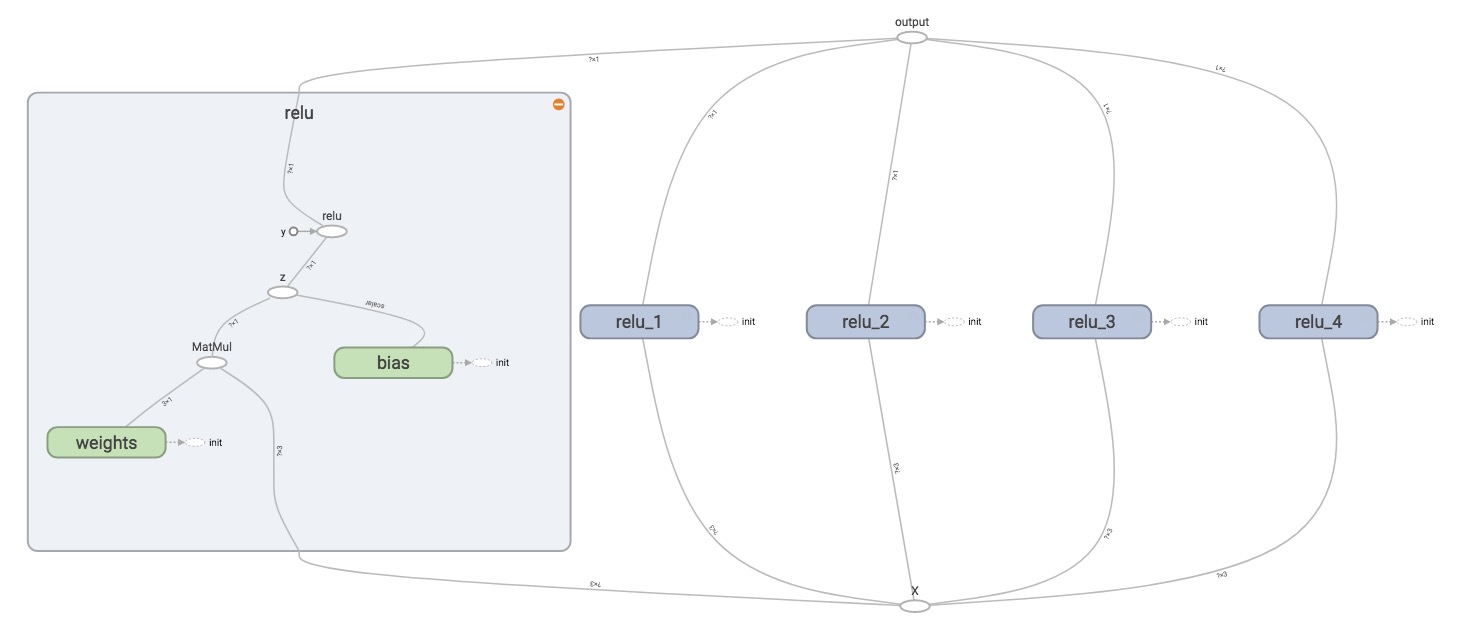 output
?×1
?×1
relu
?×1
?×1
?×1
?×1
relu
y
?×1
z
scalar
?×1
MatMul
bias
init
3×1
weights
init
?×3
relu_1
init
relu_2
init
relu_3
init
relu_4
init
?×3
?×3
?×3
?×3
?×3
X